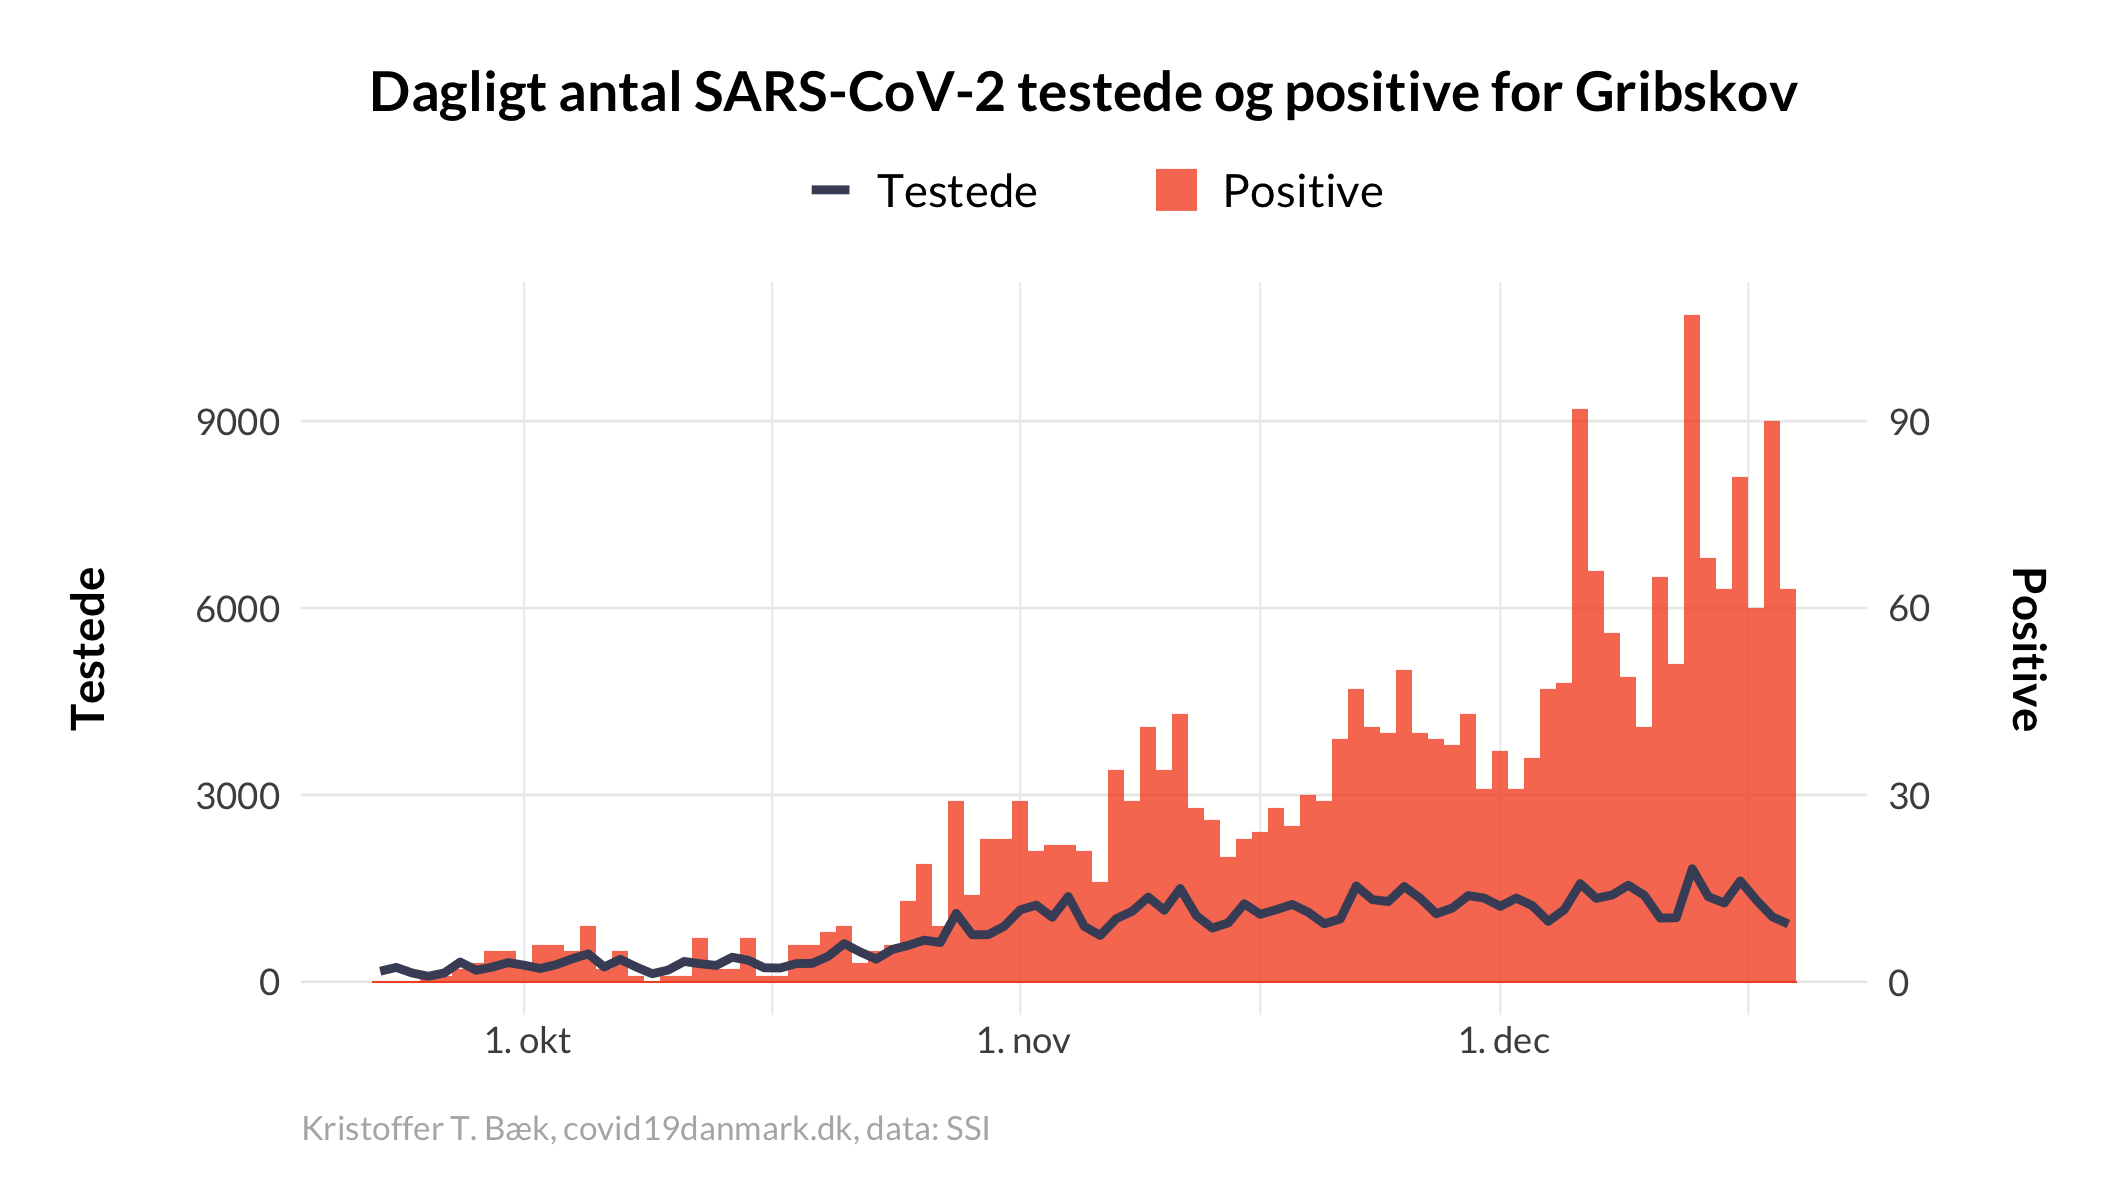 Dagligt antal SARS-CoV-2 testede og positive for Gribskov
Testede
Positive
Testede
9000
6000
3000
0
90
60
30
0
Positive
1. okt
1. nov
1. dec
Kristoffer T. Bæk, covid19danmark.dk, data: SSI